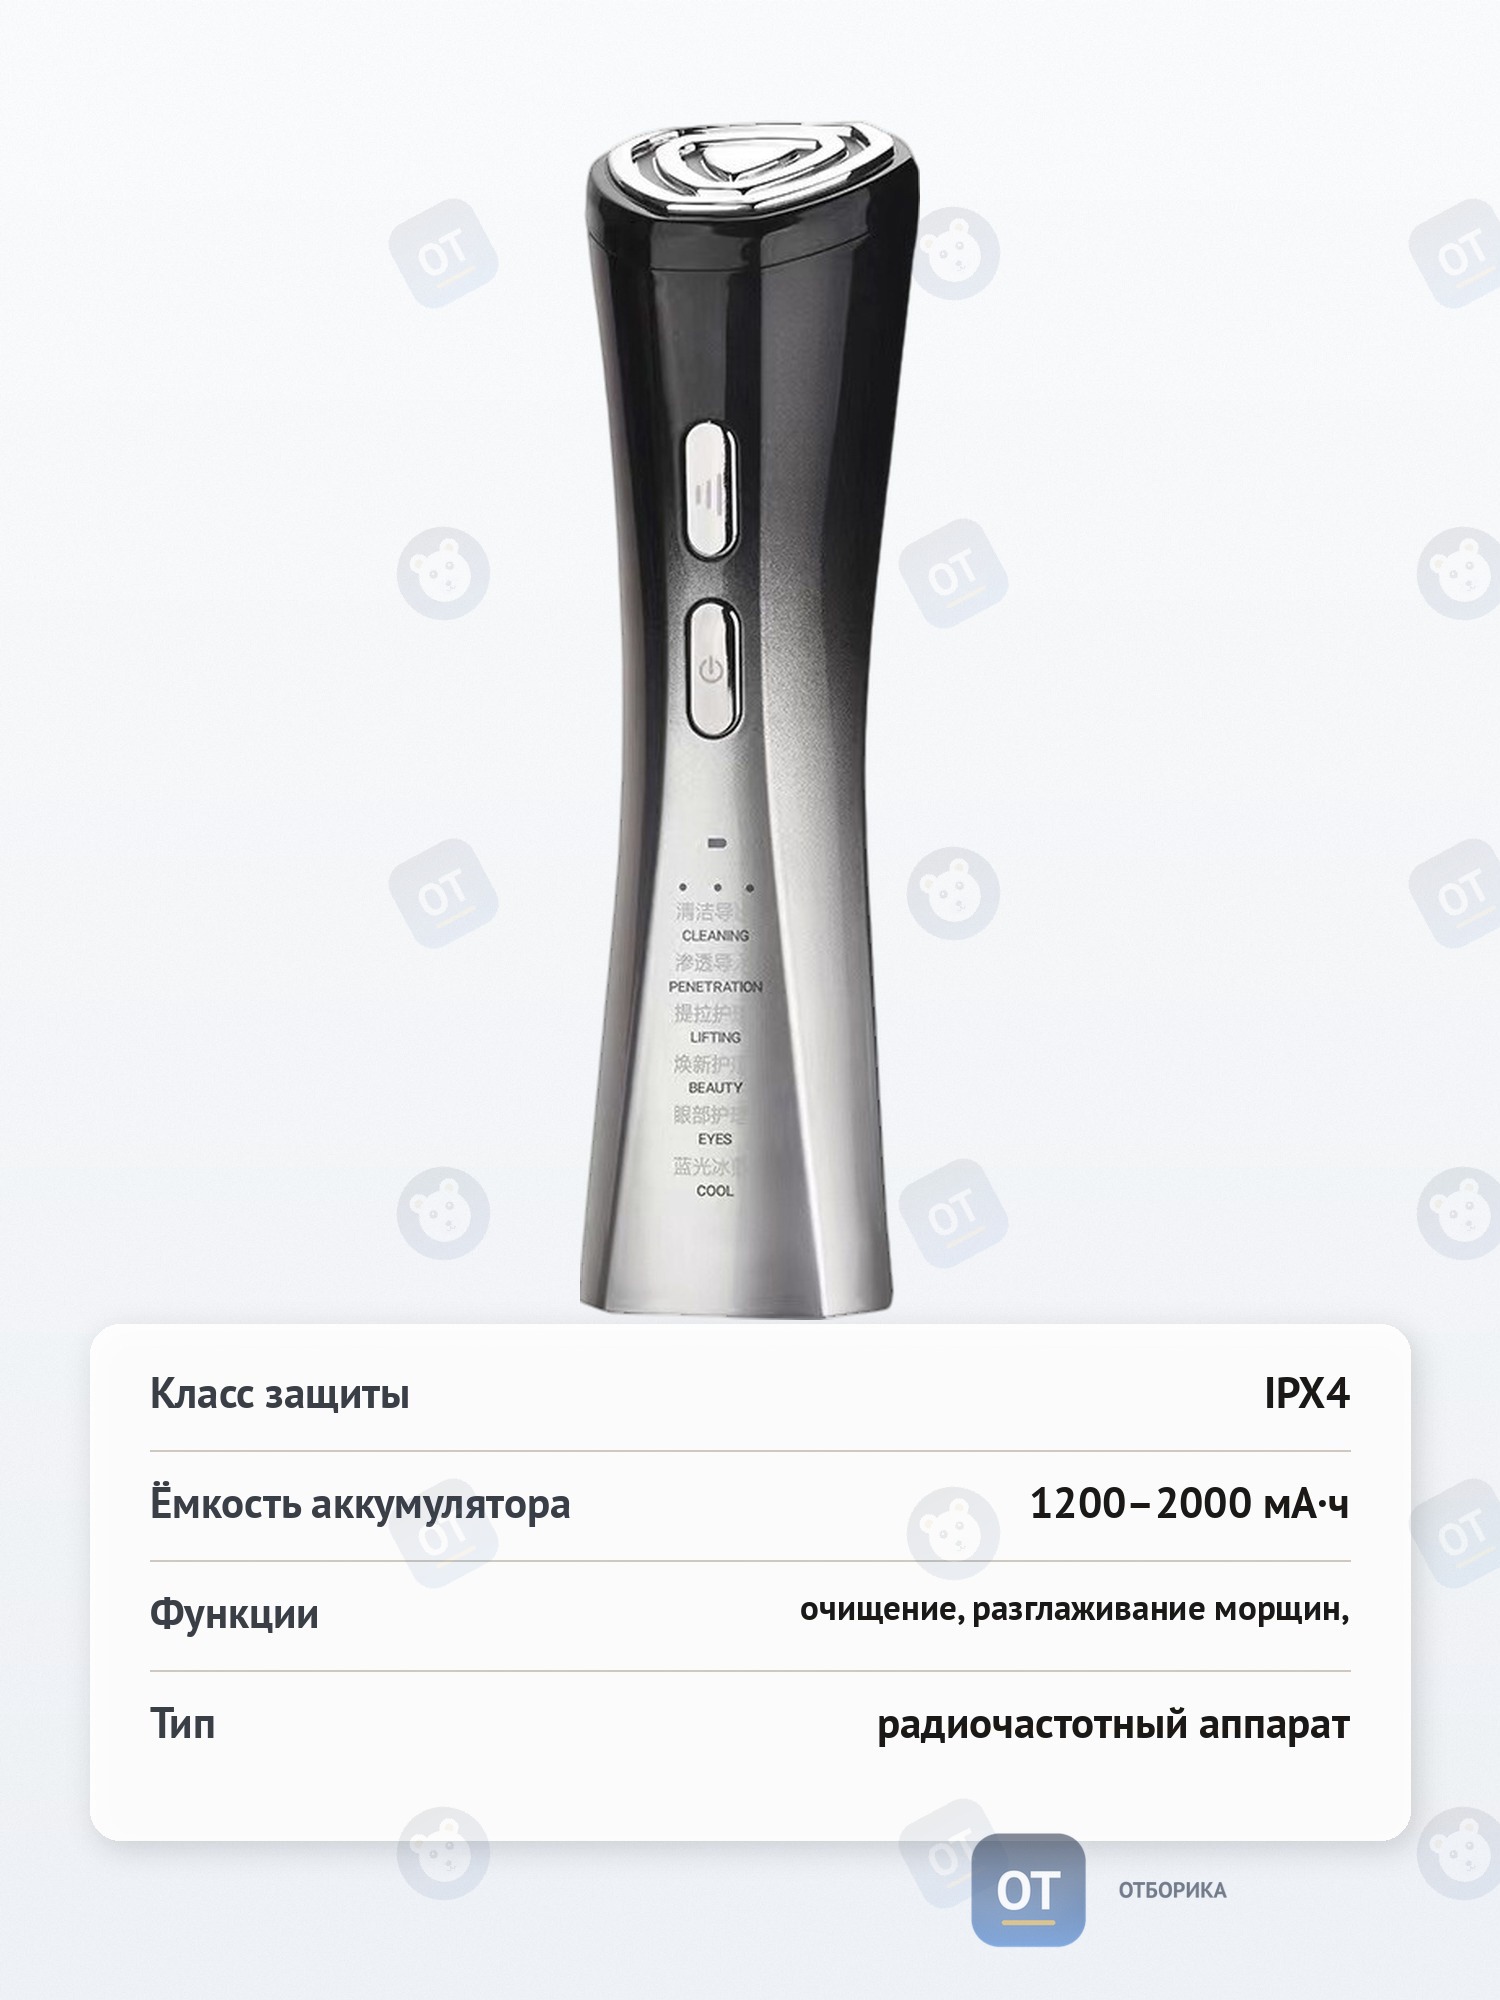 CLEANING
PENETRATION
LIFTING
BEAUTY
EYES
COOL
Класс защиты IPX4
Ёмкость аккумулятора 1200–2000 мА·ч
Функции очищение, разглаживание морщин,
Тип радиочастотный аппарат
ОТ ОТБОРИКА